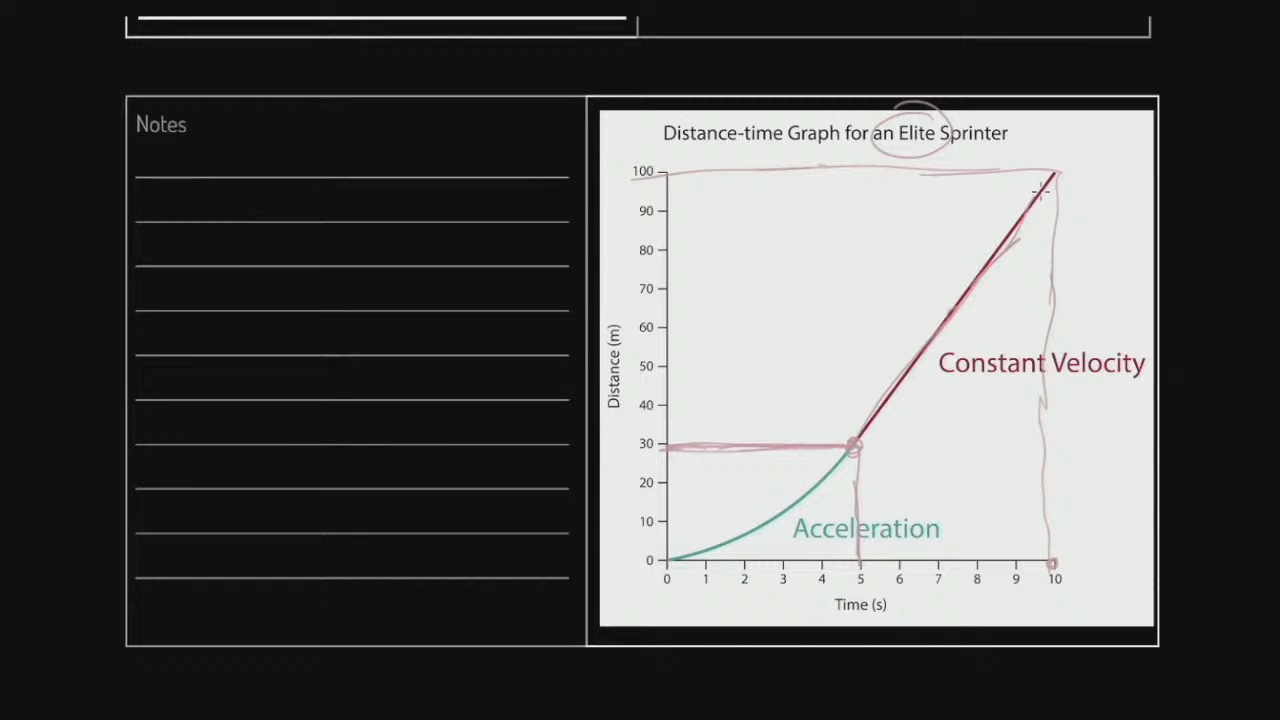 Notes
Distance-time Graph for an Elite Sprinter
100
90
80
70
60
50
40
30
20
10
0
Distance (m)
Constant Velocity
Acceleration
0 1 2 3 4 5 6 7 8 9 10
Time (s)